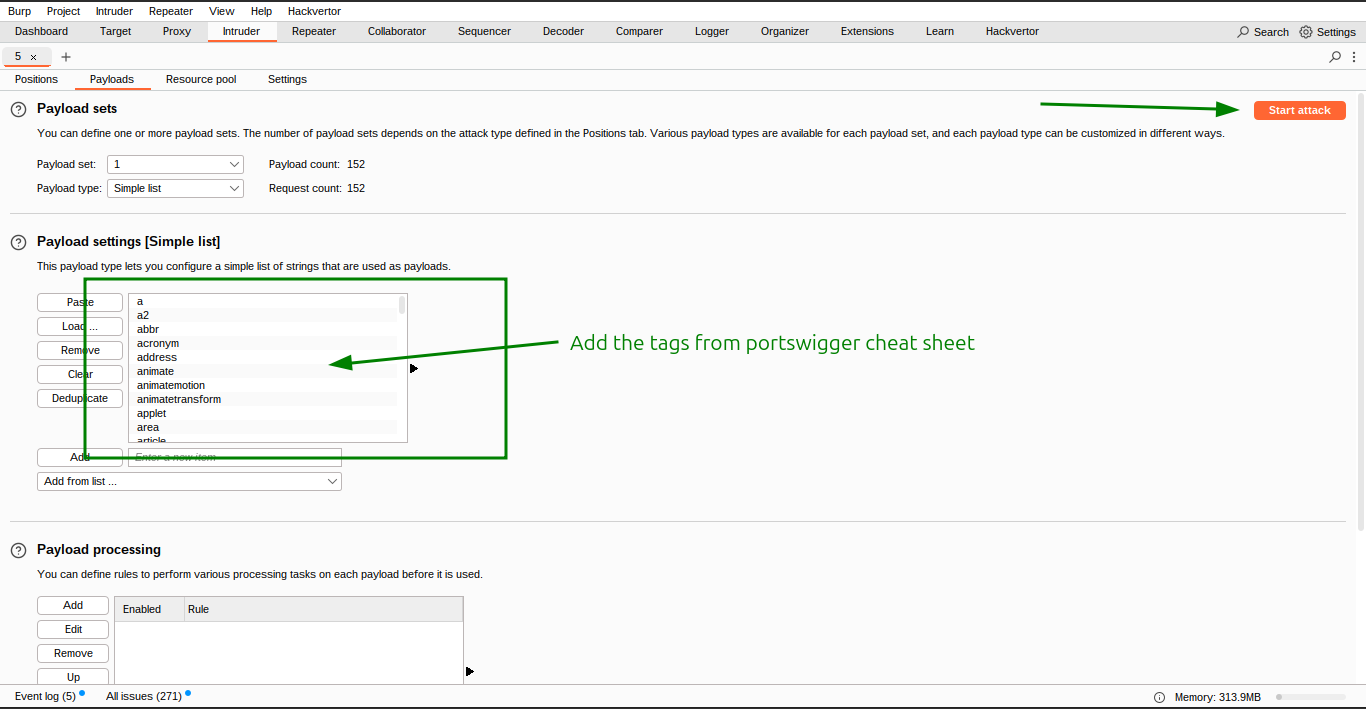 Burp Project Intruder Repeater View Help Hackvertor
Dashboard Target Proxy Intruder Repeater Collaborator Sequencer Decoder Comparer Logger Organizer Extensions Learn Hackvertor Search Settings
5 × +
Positions Payloads Resource pool Settings
? Payload sets Start attack
You can define one or more payload sets. The number of payload sets depends on the attack type defined in the Positions tab. Various payload types are available for each payload set, and each payload type can be customized in different ways.
Payload set: 1 Payload count: 152
Payload type: Simple list Request count: 152
? Payload settings [Simple list]
This payload type lets you configure a simple list of strings that are used as payloads.
Paste
Load ...
Remove
Clear
Deduplicate
a
a2
abbr
acronym
address
animate
animatemotion
animatetransform
applet
area
article
Add the tags from portswigger cheat sheet
Add Enter a new item
Add from list ...
? Payload processing
You can define rules to perform various processing tasks on each payload before it is used.
Add
Edit
Remove
Up
Enabled Rule
Event log (5) All issues (271) Memory: 313.9MB